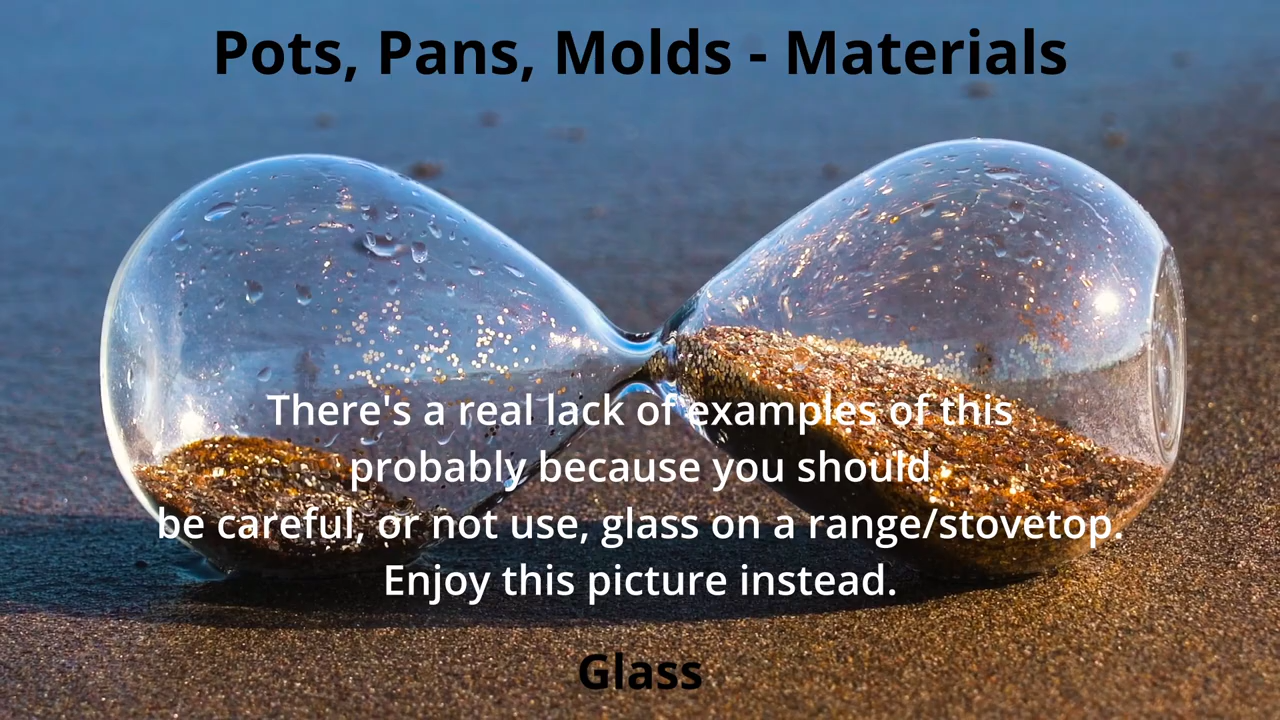 Pots, Pans, Molds - Materials
There's a real lack of examples of this
probably because you should
be careful, or not use, glass on a range/stovetop.
Enjoy this picture instead.
Glass